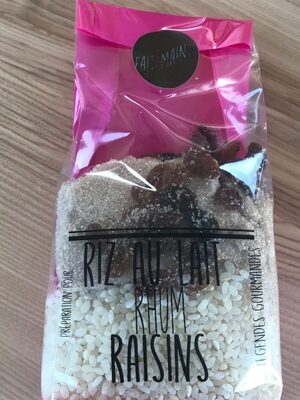 FAIT MAIN
PRÉPARATION POUR
RIZ AU LAIT
RHUM
RAISINS
LÉGENDES GOURMANDES